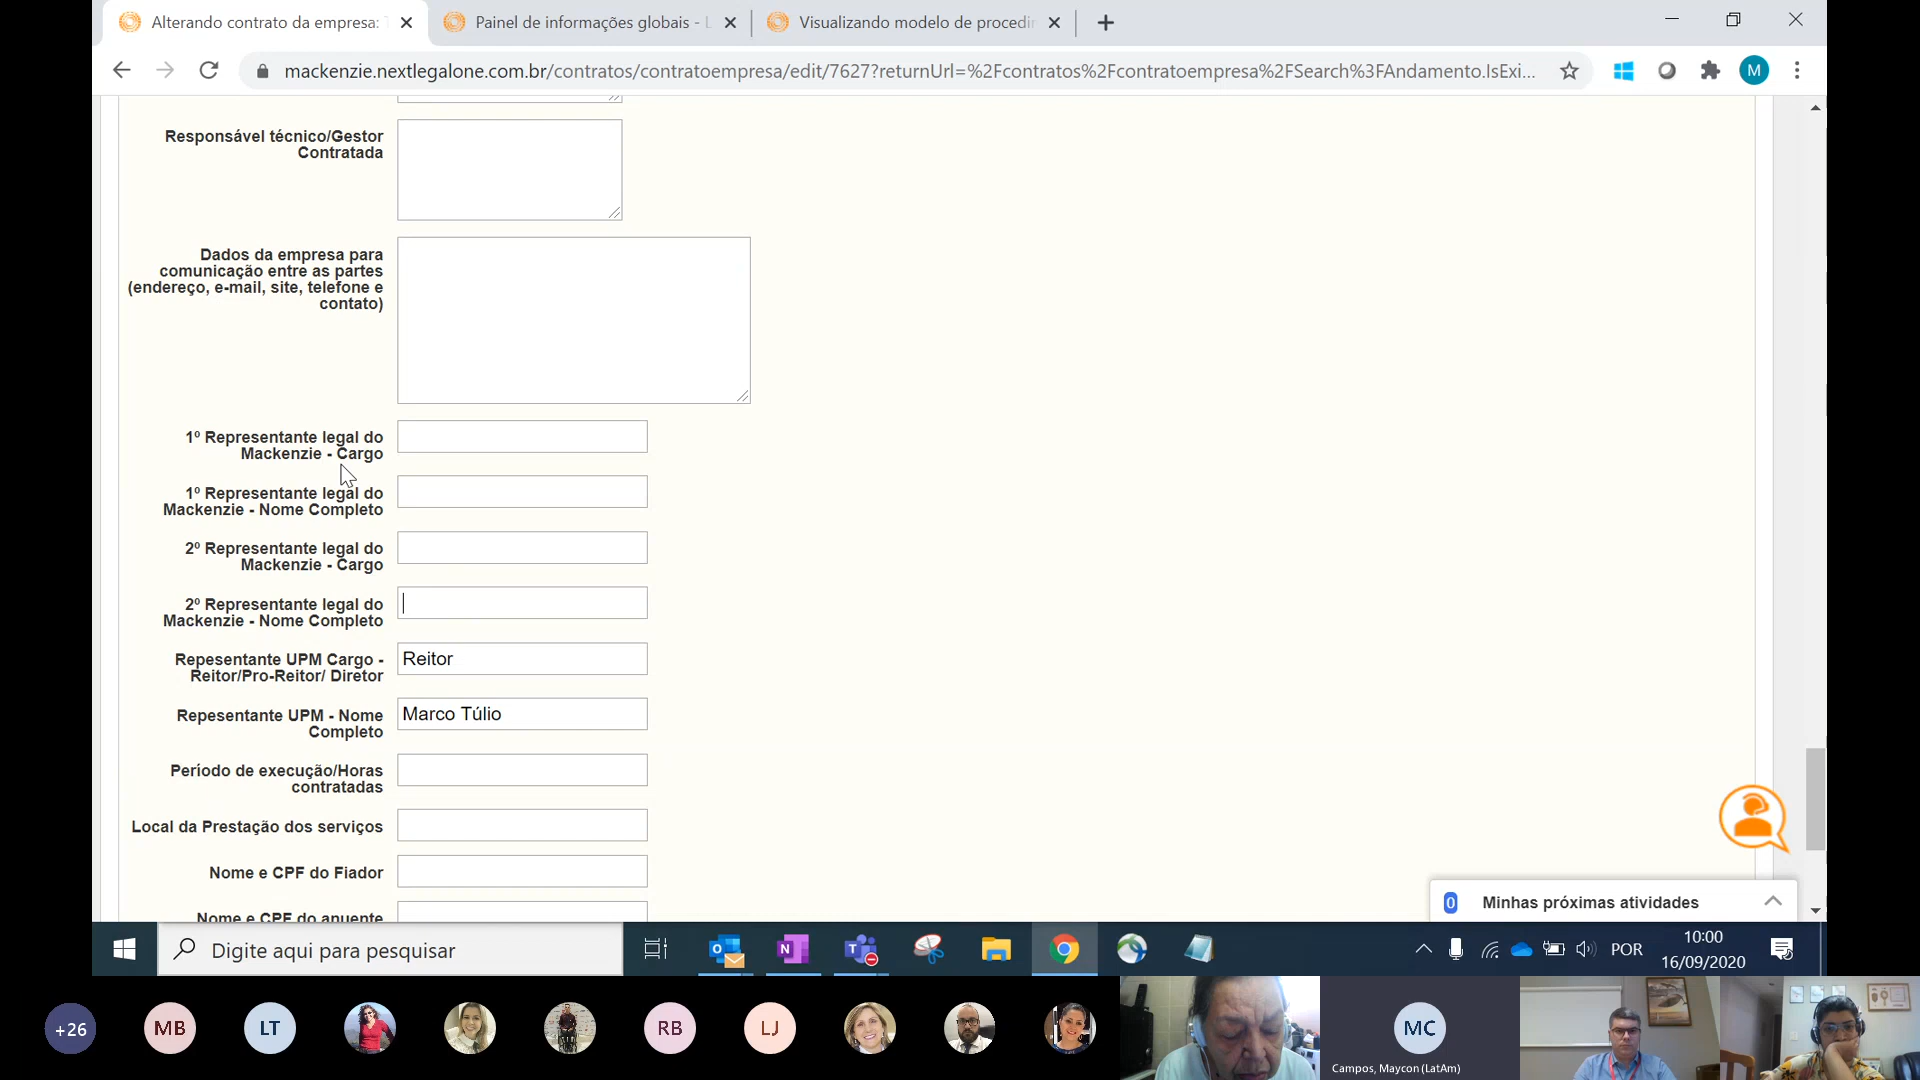 Alterando contrato da empresa:
Painel de informações globais -
Visualizando modelo de procedi
mackenzie.nextlegalone.com.br/contratos/contratoempresa/edit/7627?returnUrl=%2Fcontratos%2Fcontratoempresa%2FSearch%3FAndamento.IsExi...
M
Responsável técnico/Gestor
Contratada
Dados da empresa para
comunicação entre as partes
(endereço, e-mail, site, telefone e
contato)
1º Representante legal do
Mackenzie - Cargo
1º Representante legal do
Mackenzie - Nome Completo
2º Representante legal do
Mackenzie - Cargo
2º Representante legal do
Mackenzie - Nome Completo
Repesentante UPM Cargo -
Reitor/Pro-Reitor/ Diretor
Reitor
Repesentante UPM - Nome
Completo
Marco Túlio
Período de execução/Horas
contratadas
Local da Prestação dos serviços
Nome e CPF do Fiador
Nome e CPF do anuente
0 Minhas próximas atividades
Digite aqui para pesquisar
POR
10:00
16/09/2020
+26
MB
LT
RB
LJ
MC
Campos, Maycon (LatAm)